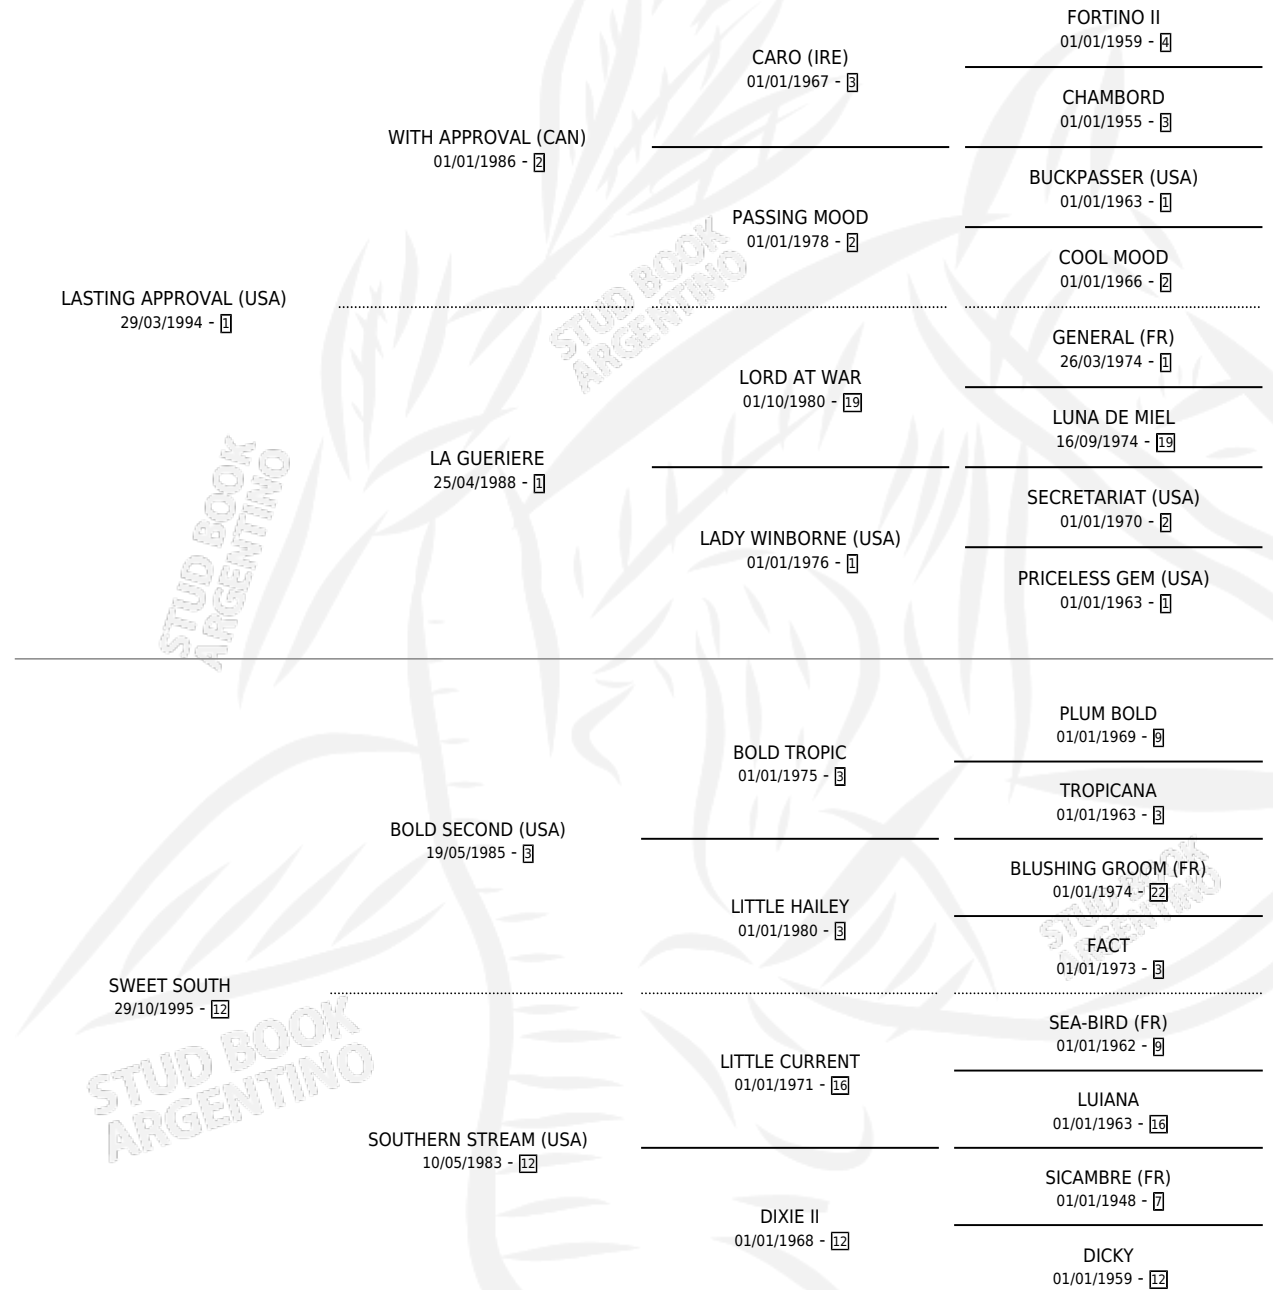 FORTINO II
01/01/1959 - 4
CARO (IRE)
01/01/1967 - 3
CHAMBORD
01/01/1955 - 3
WITH APPROVAL (CAN)
01/01/1986 - 2
BUCKPASSER (USA)
01/01/1963 - 1
PASSING MOOD
01/01/1978 - 2
COOL MOOD
01/01/1966 - 2
LASTING APPROVAL (USA)
29/03/1994 - 1
GENERAL (FR)
26/03/1974 - 1
LORD AT WAR
01/10/1980 - 19
LUNA DE MIEL
16/09/1974 - 19
LA GUERIERE
25/04/1988 - 1
SECRETARIAT (USA)
01/01/1970 - 2
LADY WINBORNE (USA)
01/01/1976 - 1
PRICELESS GEM (USA)
01/01/1963 - 1
PLUM BOLD
01/01/1969 - 9
BOLD TROPIC
01/01/1975 - 3
TROPICANA
01/01/1963 - 3
BOLD SECOND (USA)
19/05/1985 - 3
BLUSHING GROOM (FR)
01/01/1974 - 22
LITTLE HAILEY
01/01/1980 - 3
FACT
01/01/1973 - 3
SWEET SOUTH
29/10/1995 - 12
SEA-BIRD (FR)
01/01/1962 - 9
LITTLE CURRENT
01/01/1971 - 16
LUIANA
01/01/1963 - 16
SOUTHERN STREAM (USA)
10/05/1983 - 12
SICAMBRE (FR)
01/01/1948 - 7
DIXIE II
01/01/1968 - 12
DICKY
01/01/1959 - 12
STUD BOOK
ARGENTINO
STUD BOOK
ARGENTINO
STUD BOOK
ARGENTINO
STUD BOOK
ARGENTINO